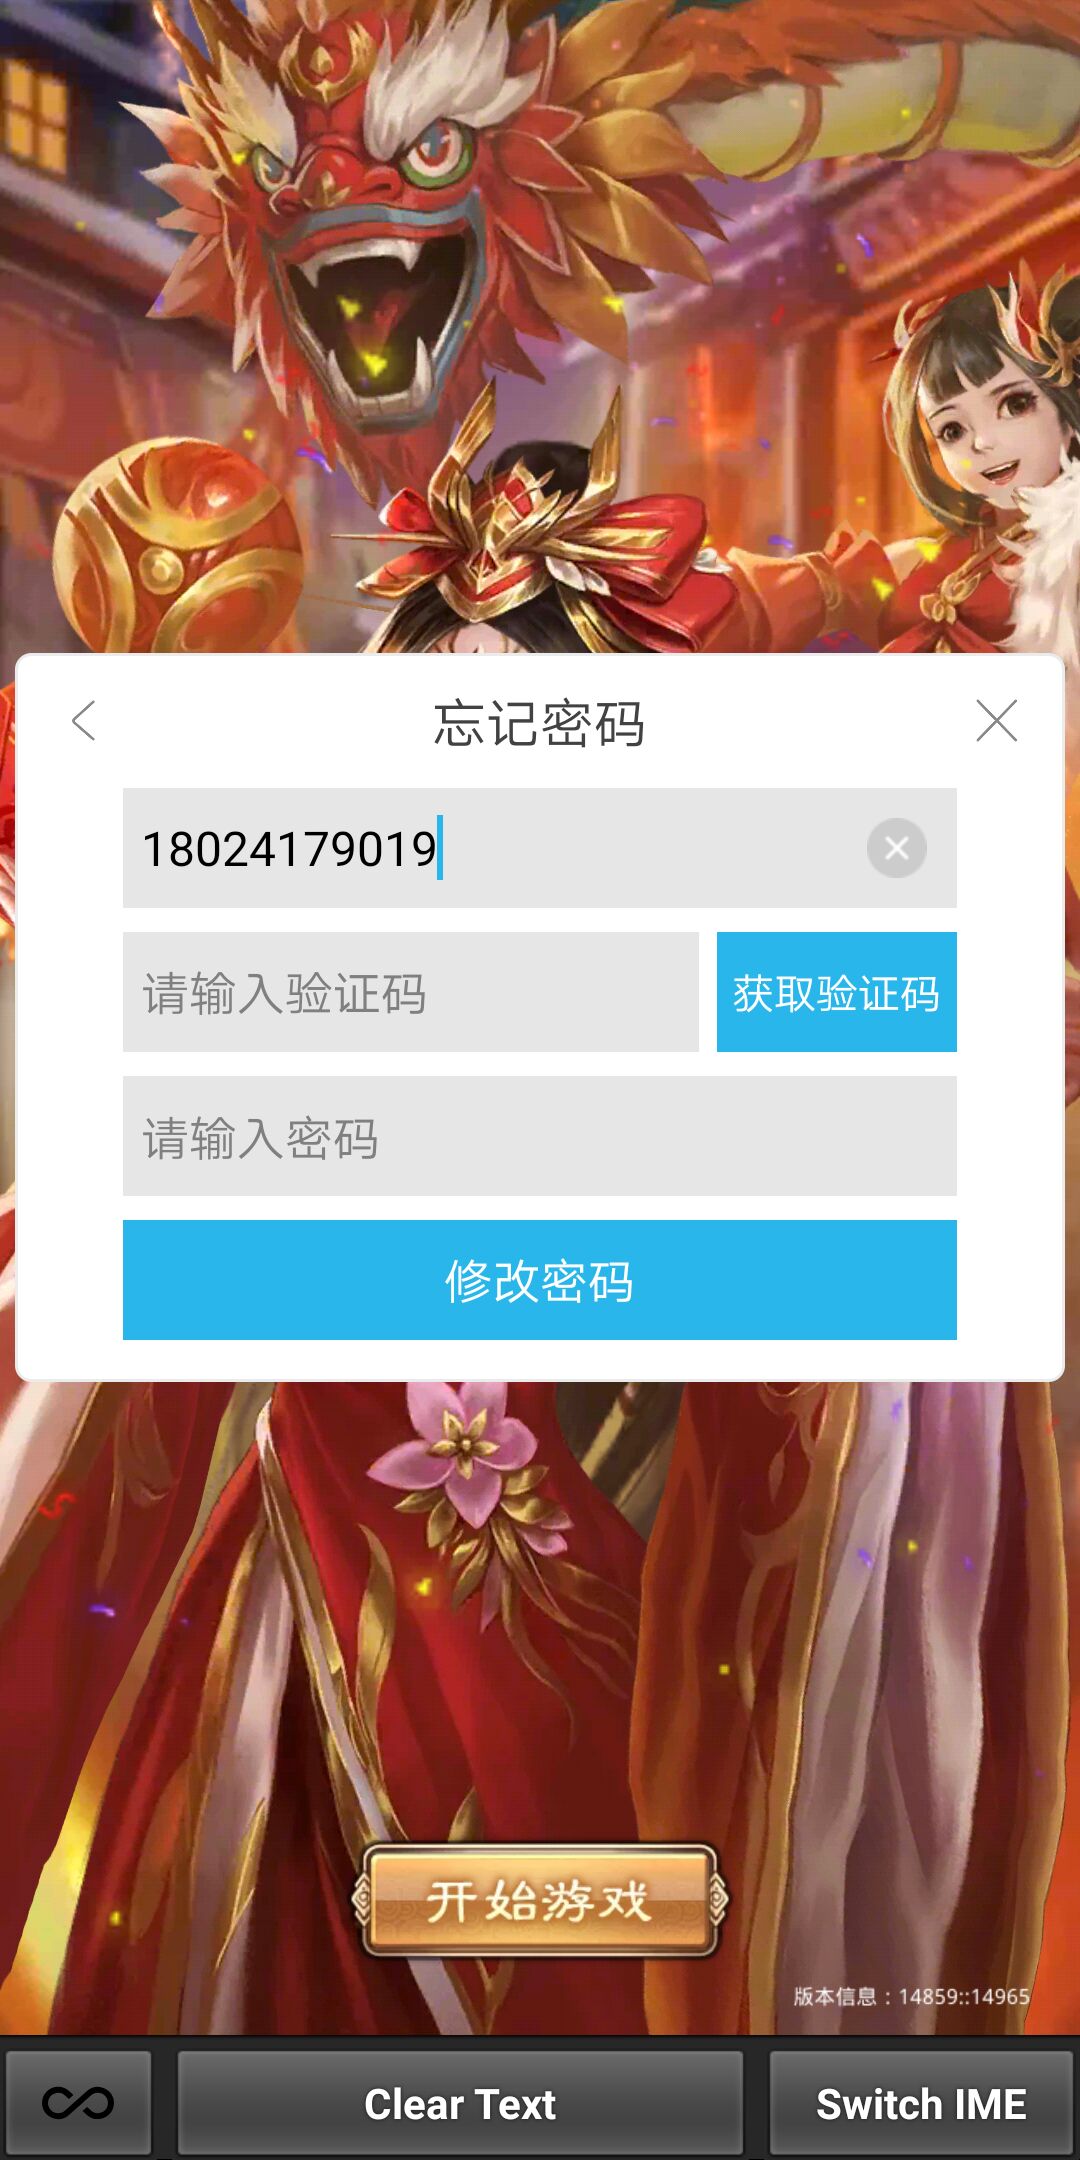 忘记密码
18024179019
请输入验证码
获取验证码
请输入密码
修改密码
开始游戏
版本信息：14859::14965
Clear Text
Switch IME